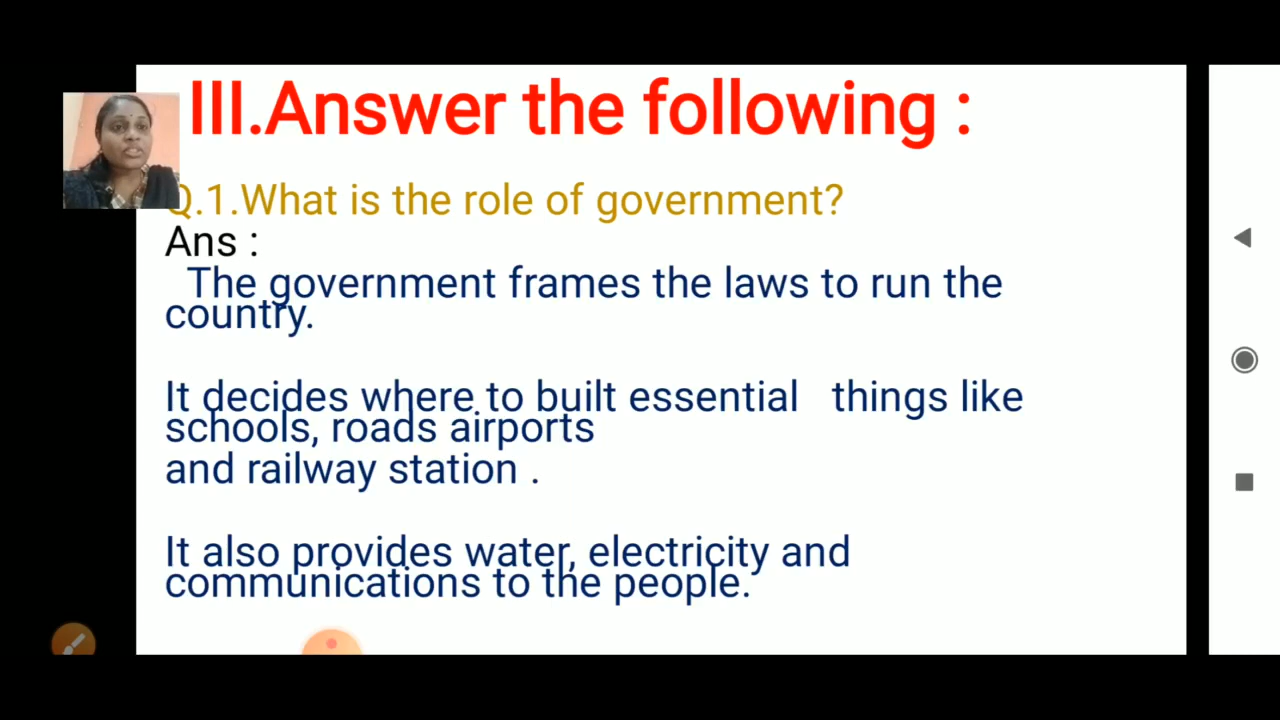 III.Answer the following :
Q.1.What is the role of government?
Ans :
The government frames the laws to run the
country.
It decides where to built essential things like
schools, roads airports
and railway station .
It also provides water, electricity and
communications to the people.